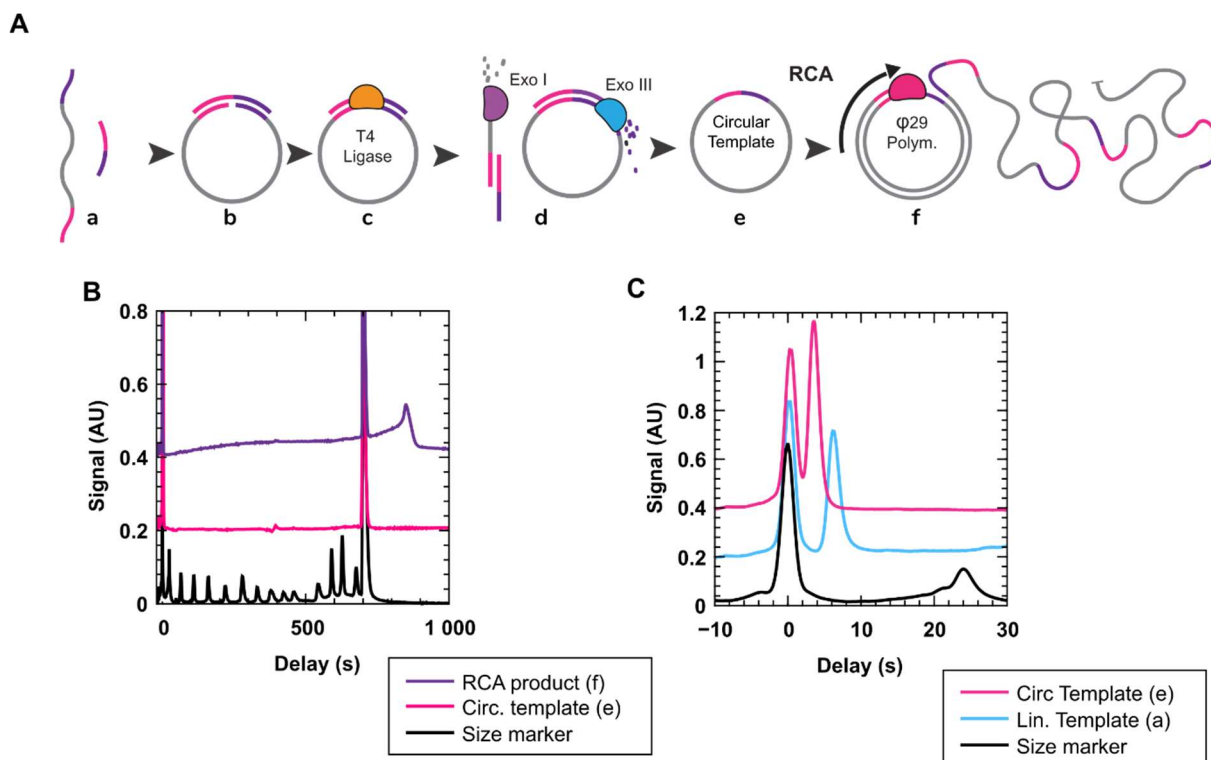 A
Exo I
Exo III
RCA
T4
Ligase
Circular
Template
φ29
Polym.
a
b
c
d
e
f
B
0.8
0.6
0.4
0.2
0
Signal (AU)
0
500
1 000
Delay (s)
RCA product (f)
Circ. template (e)
Size marker
C
1.2
1
0.8
0.6
0.4
0.2
0
Signal (AU)
−10
0
10
20
30
Delay (s)
Circ Template (e)
Lin. Template (a)
Size marker